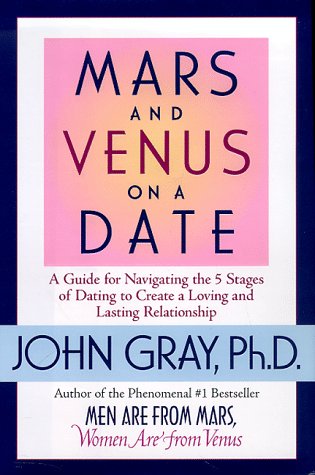 MARS
AND
VENUS
ON A
DATE
A Guide for Navigating the 5 Stages
of Dating to Create a Loving and
Lasting Relationship
JOHN GRAY, Ph.D.
Author of the Phenomenal #1 Bestseller
MEN ARE FROM MARS,
Women Are from Venus